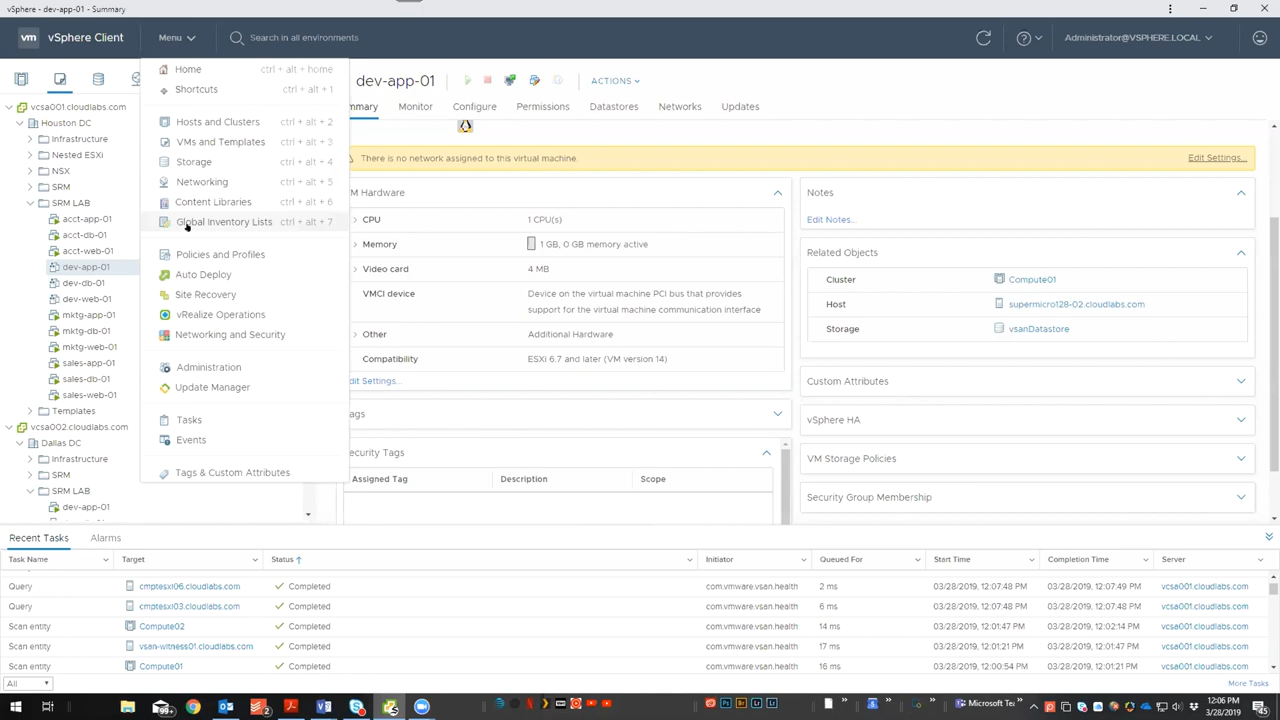 vSphere - dev-app-01 - Summary
vm vSphere Client Menu Search in all environments Administrator@VSPHERE.LOCAL
Home ctrl + alt + home
Shortcuts ctrl + alt + 1
Hosts and Clusters ctrl + alt + 2
VMs and Templates ctrl + alt + 3
Storage ctrl + alt + 4
Networking ctrl + alt + 5
Content Libraries ctrl + alt + 6
Global Inventory Lists ctrl + alt + 7
Policies and Profiles
Auto Deploy
Site Recovery
vRealize Operations
Networking and Security
Administration
Update Manager
Tasks
Events
Tags & Custom Attributes
vcsa001.cloudlabs.com
Houston DC
Infrastructure
Nested ESXi
NSX
SRM
SRM LAB
acct-app-01
acct-db-01
acct-web-01
dev-app-01
dev-db-01
dev-web-01
mktg-app-01
mktg-db-01
mktg-web-01
sales-app-01
sales-db-01
sales-web-01
Templates
vcsa002.cloudlabs.com
Dallas DC
Infrastructure
SRM
SRM LAB
dev-app-01
dev-app-01 ACTIONS
mmary Monitor Configure Permissions Datastores Networks Updates
There is no network assigned to this virtual machine. Edit Settings...
M Hardware
CPU 1 CPU(s)
Memory 1 GB, 0 GB memory active
Video card 4 MB
VMCI device Device on the virtual machine PCI bus that provides
support for the virtual machine communication interface
Other Additional Hardware
Compatibility ESXi 6.7 and later (VM version 14)
dit Settings...
ags
ecurity Tags
Assigned Tag Description Scope
Notes
Edit Notes...
Related Objects
Cluster Compute01
Host supermicro128-02.cloudlabs.com
Storage vsanDatastore
Custom Attributes
vSphere HA
VM Storage Policies
Security Group Membership
Recent Tasks Alarms
Task Name Target Status Initiator Queued For Start Time Completion Time Server
Query cmptesxi06.cloudlabs.com Completed com.vmware.vsan.health 2 ms 03/28/2019, 12:07:48 PM 03/28/2019, 12:07:49 PM vcsa001.cloudlabs.com
Query cmptesxi03.cloudlabs.com Completed com.vmware.vsan.health 6 ms 03/28/2019, 12:07:48 PM 03/28/2019, 12:07:48 PM vcsa001.cloudlabs.com
Scan entity Compute02 Completed com.vmware.vsan.health 14 ms 03/28/2019, 12:01:47 PM 03/28/2019, 12:02:14 PM vcsa001.cloudlabs.com
Scan entity vsan-witness01.cloudlabs.com Completed com.vmware.vsan.health 17 ms 03/28/2019, 12:01:21 PM 03/28/2019, 12:01:47 PM vcsa001.cloudlabs.com
Scan entity Compute01 Completed com.vmware.vsan.health 16 ms 03/28/2019, 12:00:54 PM 03/28/2019, 12:01:21 PM vcsa001.cloudlabs.com
All More Tasks
99+ 2 Microsoft Te 12:06 PM
3/28/2019 45